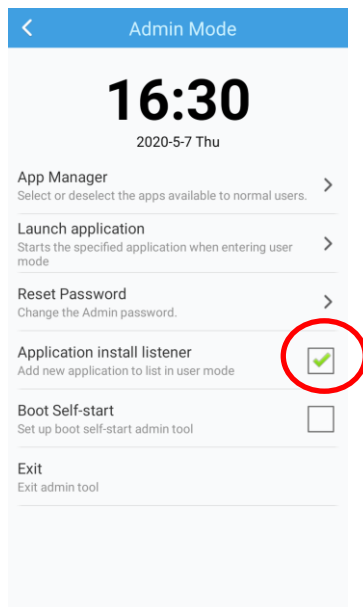 Admin Mode
16:30
2020-5-7 Thu
App Manager
Select or deselect the apps available to normal users.
Launch application
Starts the specified application when entering user
mode
Reset Password
Change the Admin password.
Application install listener
Add new application to list in user mode
Boot Self-start
Set up boot self-start admin tool
Exit
Exit admin tool